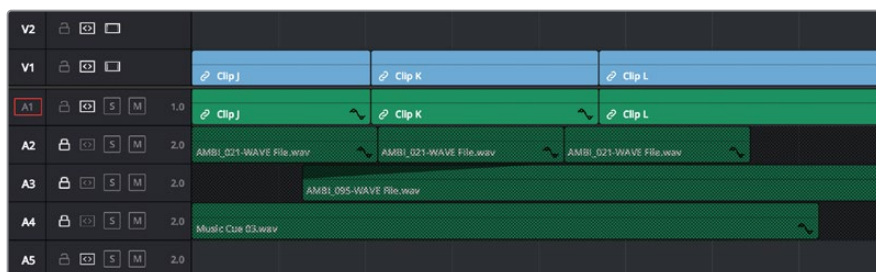 V2
V1
Clip J Clip K Clip L
A1 S M 1.0
Clip J Clip K Clip L
A2 S M 2.0
AMBI_021-WAVE File.wav AMBI_021-WAVE File.wav AMBI_021-WAVE File.wav
A3 S M 2.0
AMBI_095-WAVE File.wav
A4 S M 2.0
Music Cue 03.wav
A5 S M 2.0